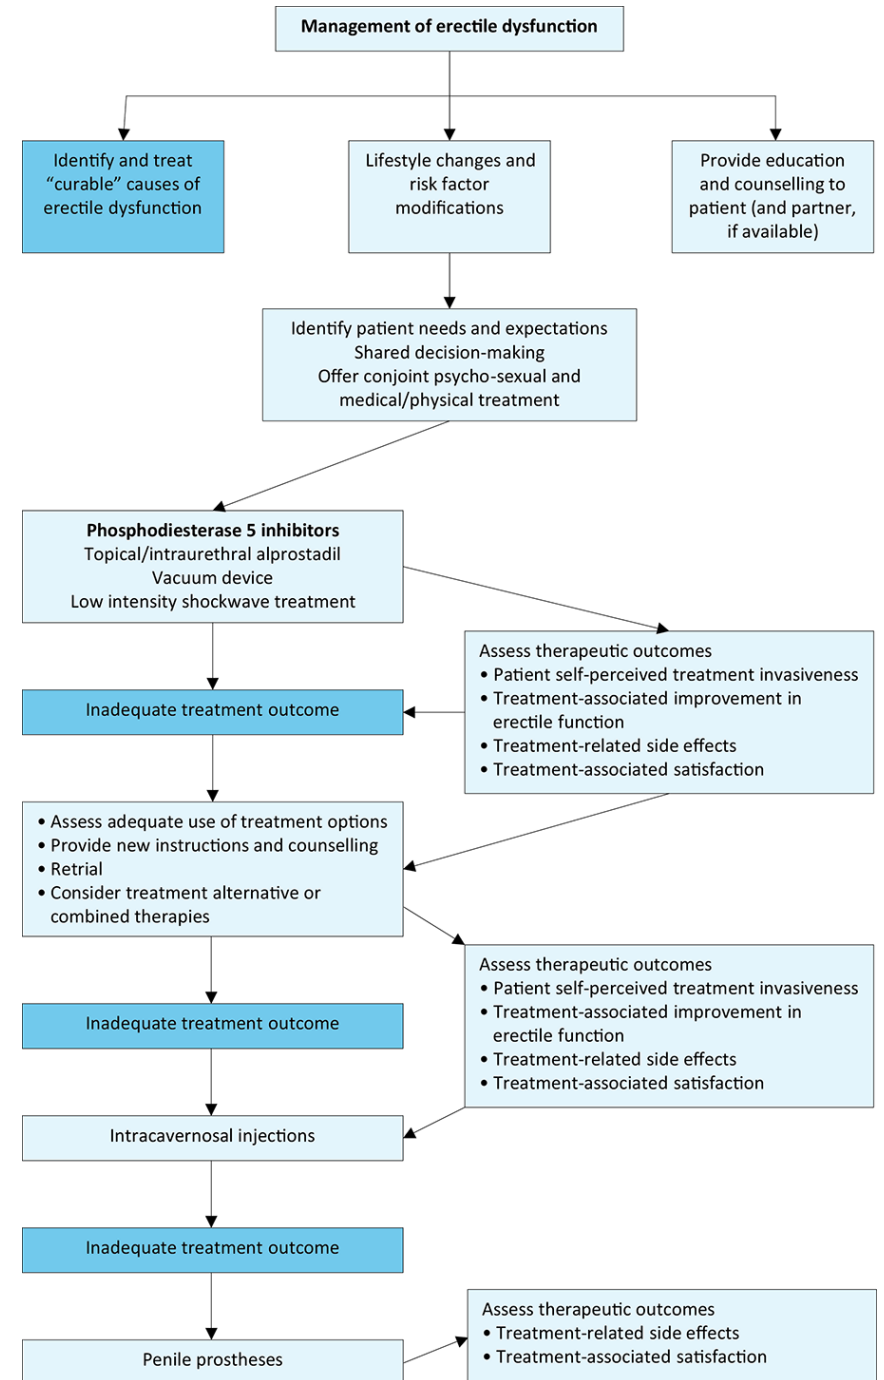 Management of erectile dysfunction
Identify and treat
“curable” causes of
erectile dysfunction
Lifestyle changes and
risk factor
modifications
Provide education
and counselling to
patient (and partner,
if available)
Identify patient needs and expectations
Shared decision-making
Offer conjoint psycho-sexual and
medical/physical treatment
Phosphodiesterase 5 inhibitors
Topical/intraurethral alprostadil
Vacuum device
Low intensity shockwave treatment
Assess therapeutic outcomes
• Patient self-perceived treatment invasiveness
• Treatment-associated improvement in
erectile function
• Treatment-related side effects
• Treatment-associated satisfaction
Inadequate treatment outcome
• Assess adequate use of treatment options
• Provide new instructions and counselling
• Retrial
• Consider treatment alternative or
combined therapies
Assess therapeutic outcomes
• Patient self-perceived treatment invasiveness
• Treatment-associated improvement in
erectile function
• Treatment-related side effects
• Treatment-associated satisfaction
Inadequate treatment outcome
Intracavernosal injections
Inadequate treatment outcome
Assess therapeutic outcomes
• Treatment-related side effects
• Treatment-associated satisfaction
Penile prostheses